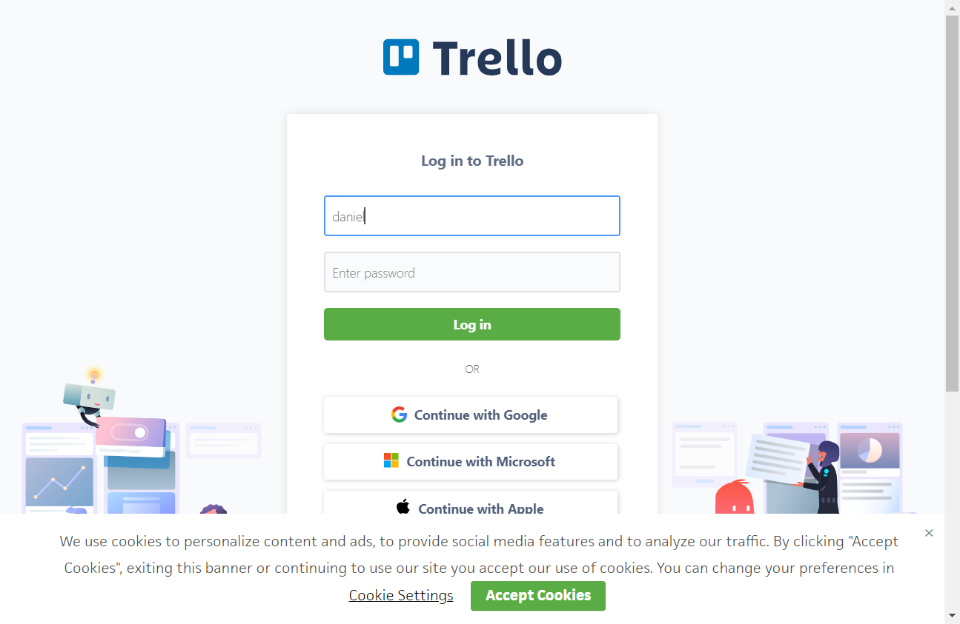 Trello
Log in to Trello
daniel
Enter password
Log in
OR
Continue with Google
Continue with Microsoft
Continue with Apple
We use cookies to personalize content and ads, to provide social media features and to analyze our traffic. By clicking "Accept
Cookies", exiting this banner or continuing to use our site you accept our use of cookies. You can change your preferences in
Cookie Settings Accept Cookies